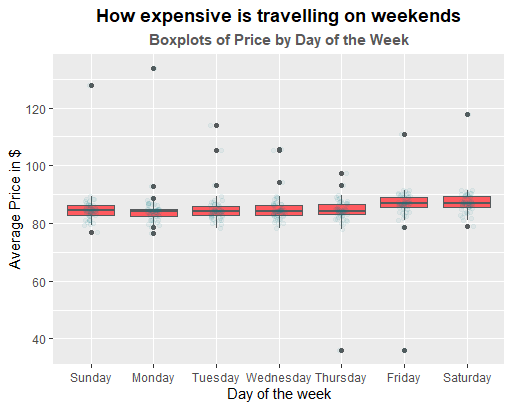 How expensive is travelling on weekends
Boxplots of Price by Day of the Week
Average Price in $
120
100
80
60
40
Sunday Monday Tuesday Wednesday Thursday Friday Saturday
Day of the week